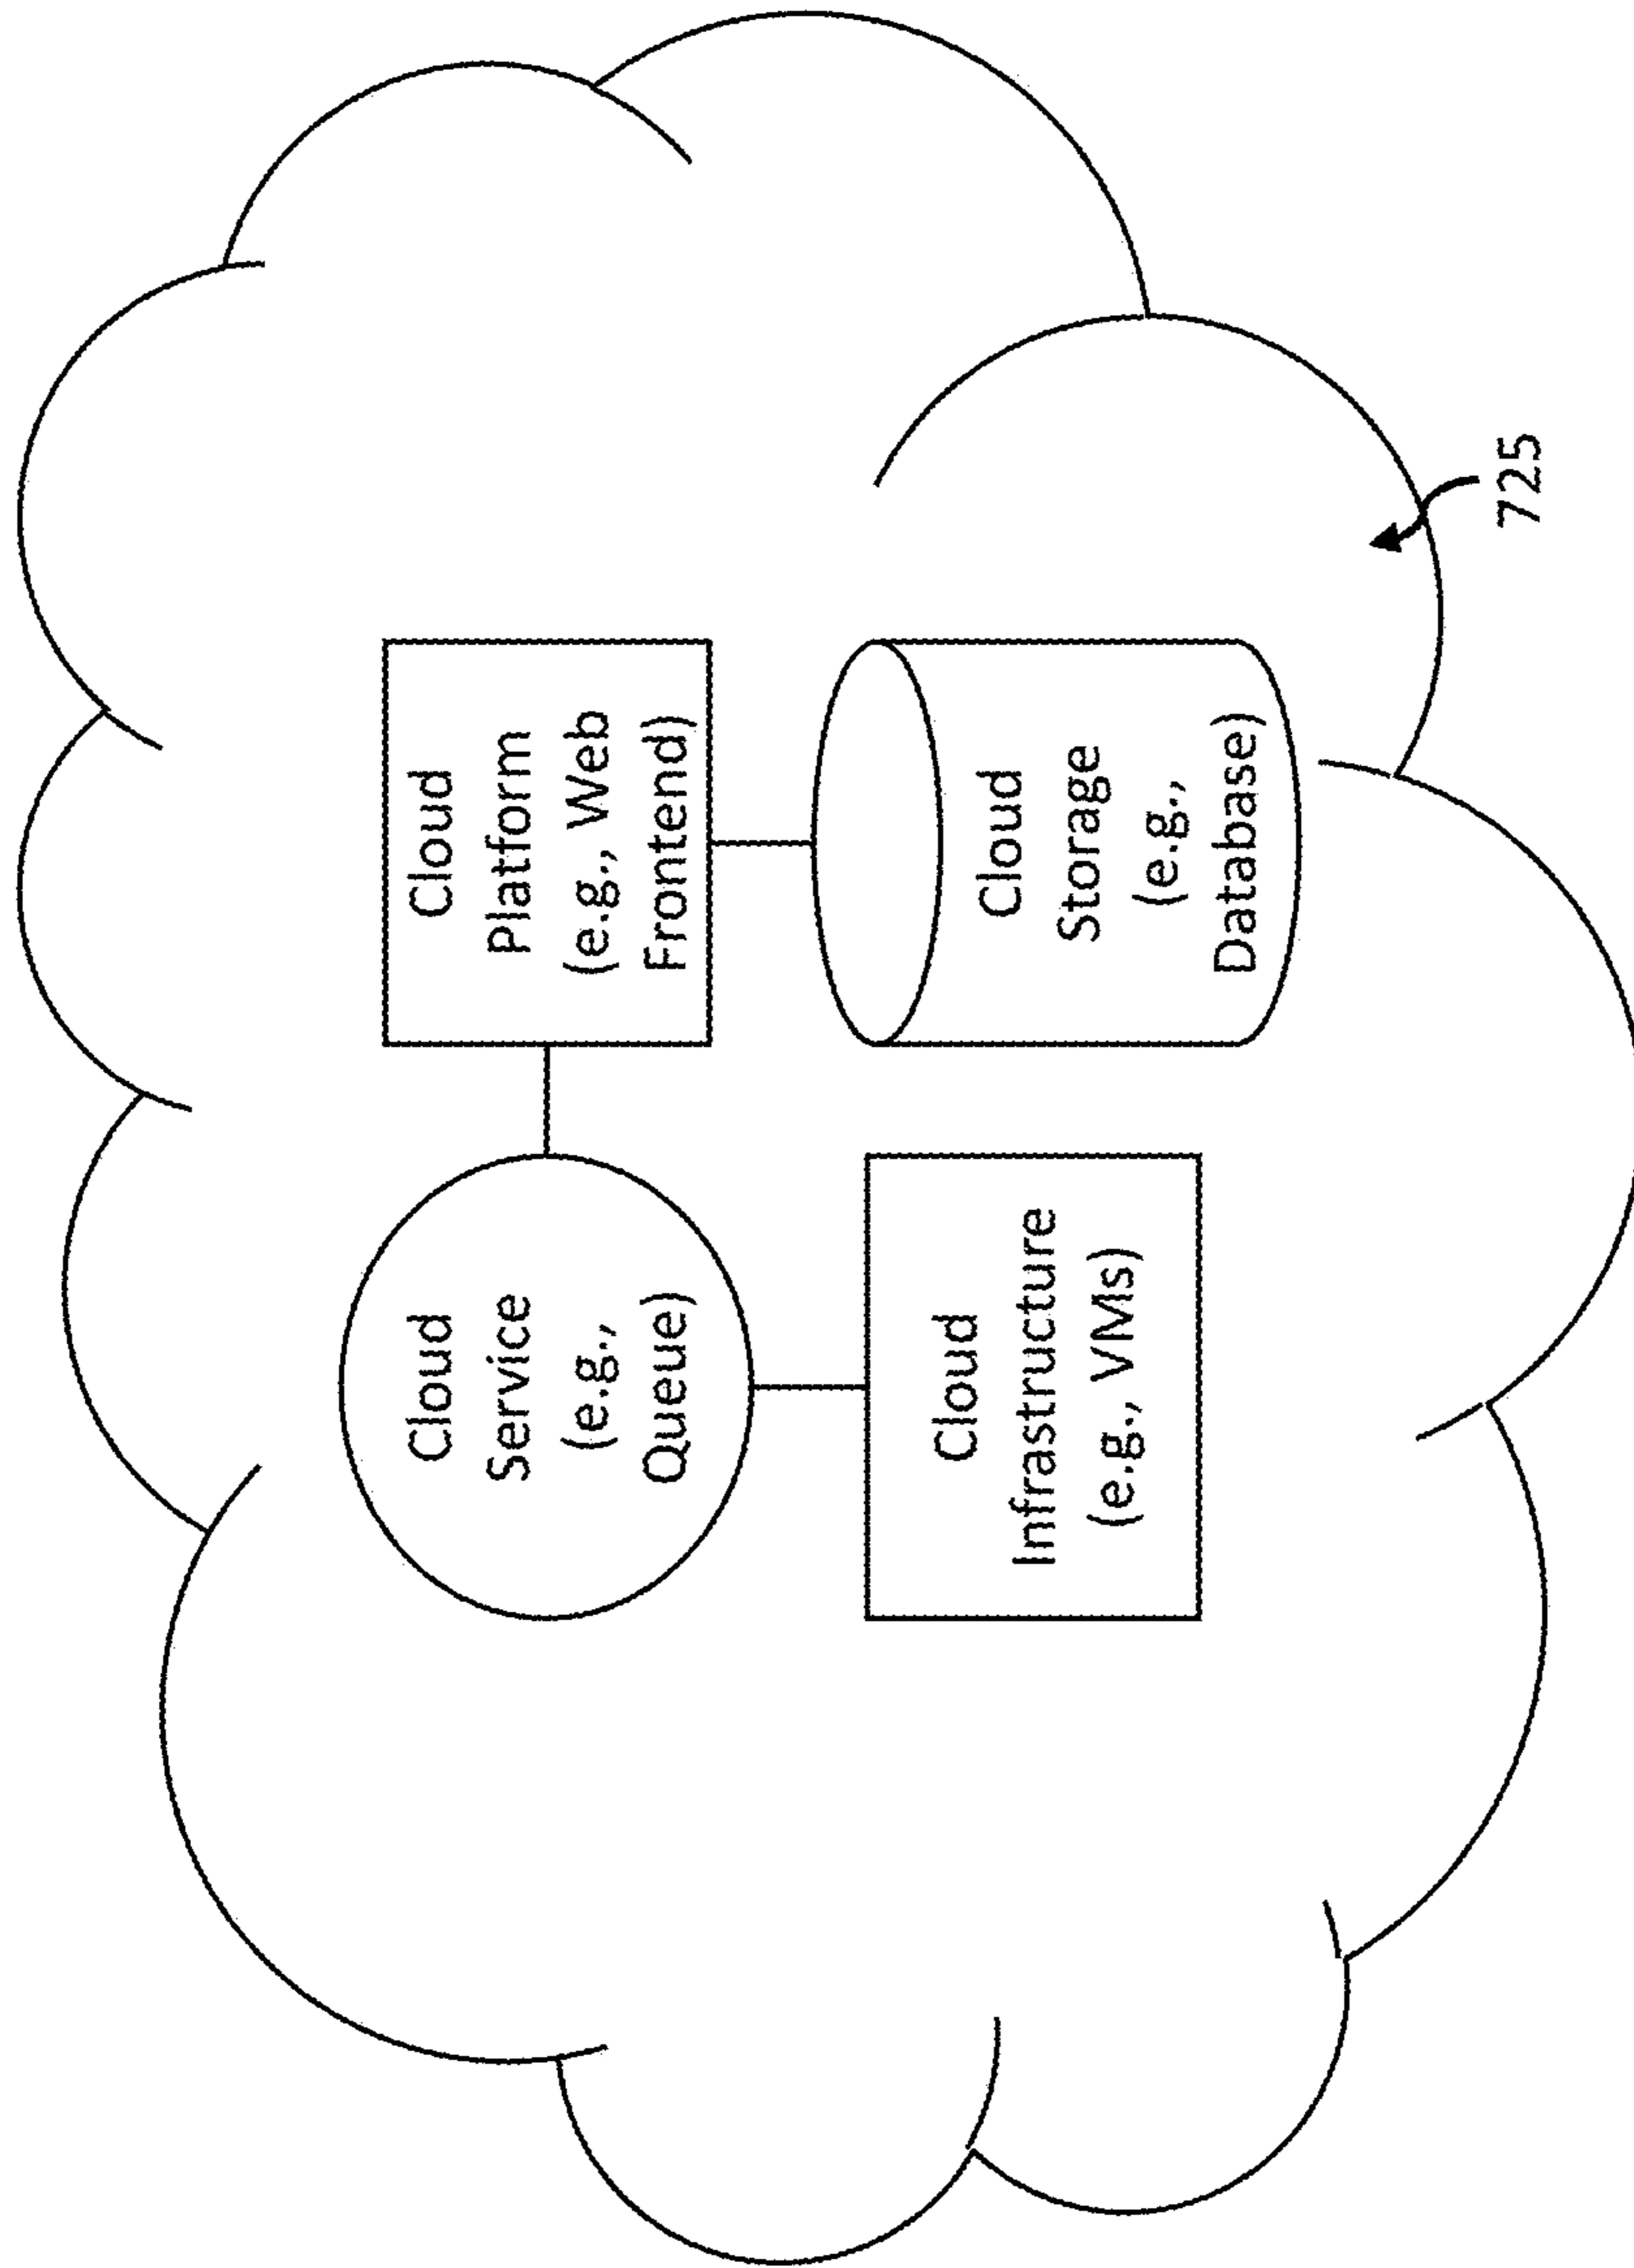 Cloud
Service
(e.g.,
Queue)
Cloud
Platform
(e.g., Web
Frontend)
Cloud
Infrastructure
(e.g., VMs)
Cloud
Storage
(e.g.,
Database)
725